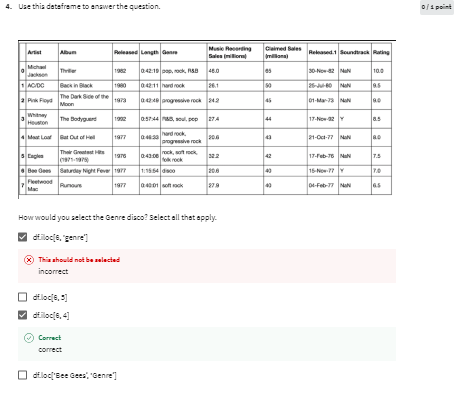 4. Use this dataframe to answer the question.
0 / 1 point
Artist Album Released Length Genre Music Recording Sales (millions) Claimed Sales (millions) Released.1 Soundtrack Rating
0 Michael Jackson Thriller 1982 0:42:19 pop, rock, R&B 46.0 65 30-Nov-82 NaN 10.0
1 AC/DC Back in Black 1980 0:42:11 hard rock 26.1 50 25-Jul-80 NaN 9.5
2 Pink Floyd The Dark Side of the Moon 1973 0:42:49 progressive rock 24.2 45 01-Mar-73 NaN 9.0
3 Whitney Houston The Bodyguard 1992 0:57:44 R&B, soul, pop 27.4 44 17-Nov-92 Y 8.5
4 Meat Loaf Bat Out of Hell 1977 0:46:33 hard rock, progressive rock 20.6 43 21-Oct-77 NaN 8.0
5 Eagles Their Greatest Hits (1971-1975) 1976 0:43:08 rock, soft rock, folk rock 32.2 42 17-Feb-76 NaN 7.5
6 Bee Gees Saturday Night Fever 1977 1:15:54 disco 20.6 40 15-Nov-77 Y 7.0
7 Fleetwood Mac Rumours 1977 0:40:01 soft rock 27.9 40 04-Feb-77 NaN 6.5
How would you select the Genre disco? Select all that apply.
df.iloc[6, 'genre']
This should not be selected
incorrect
df.loc[6, 5]
df.iloc[6, 4]
Correct
correct
df.loc['Bee Gees', 'Genre']